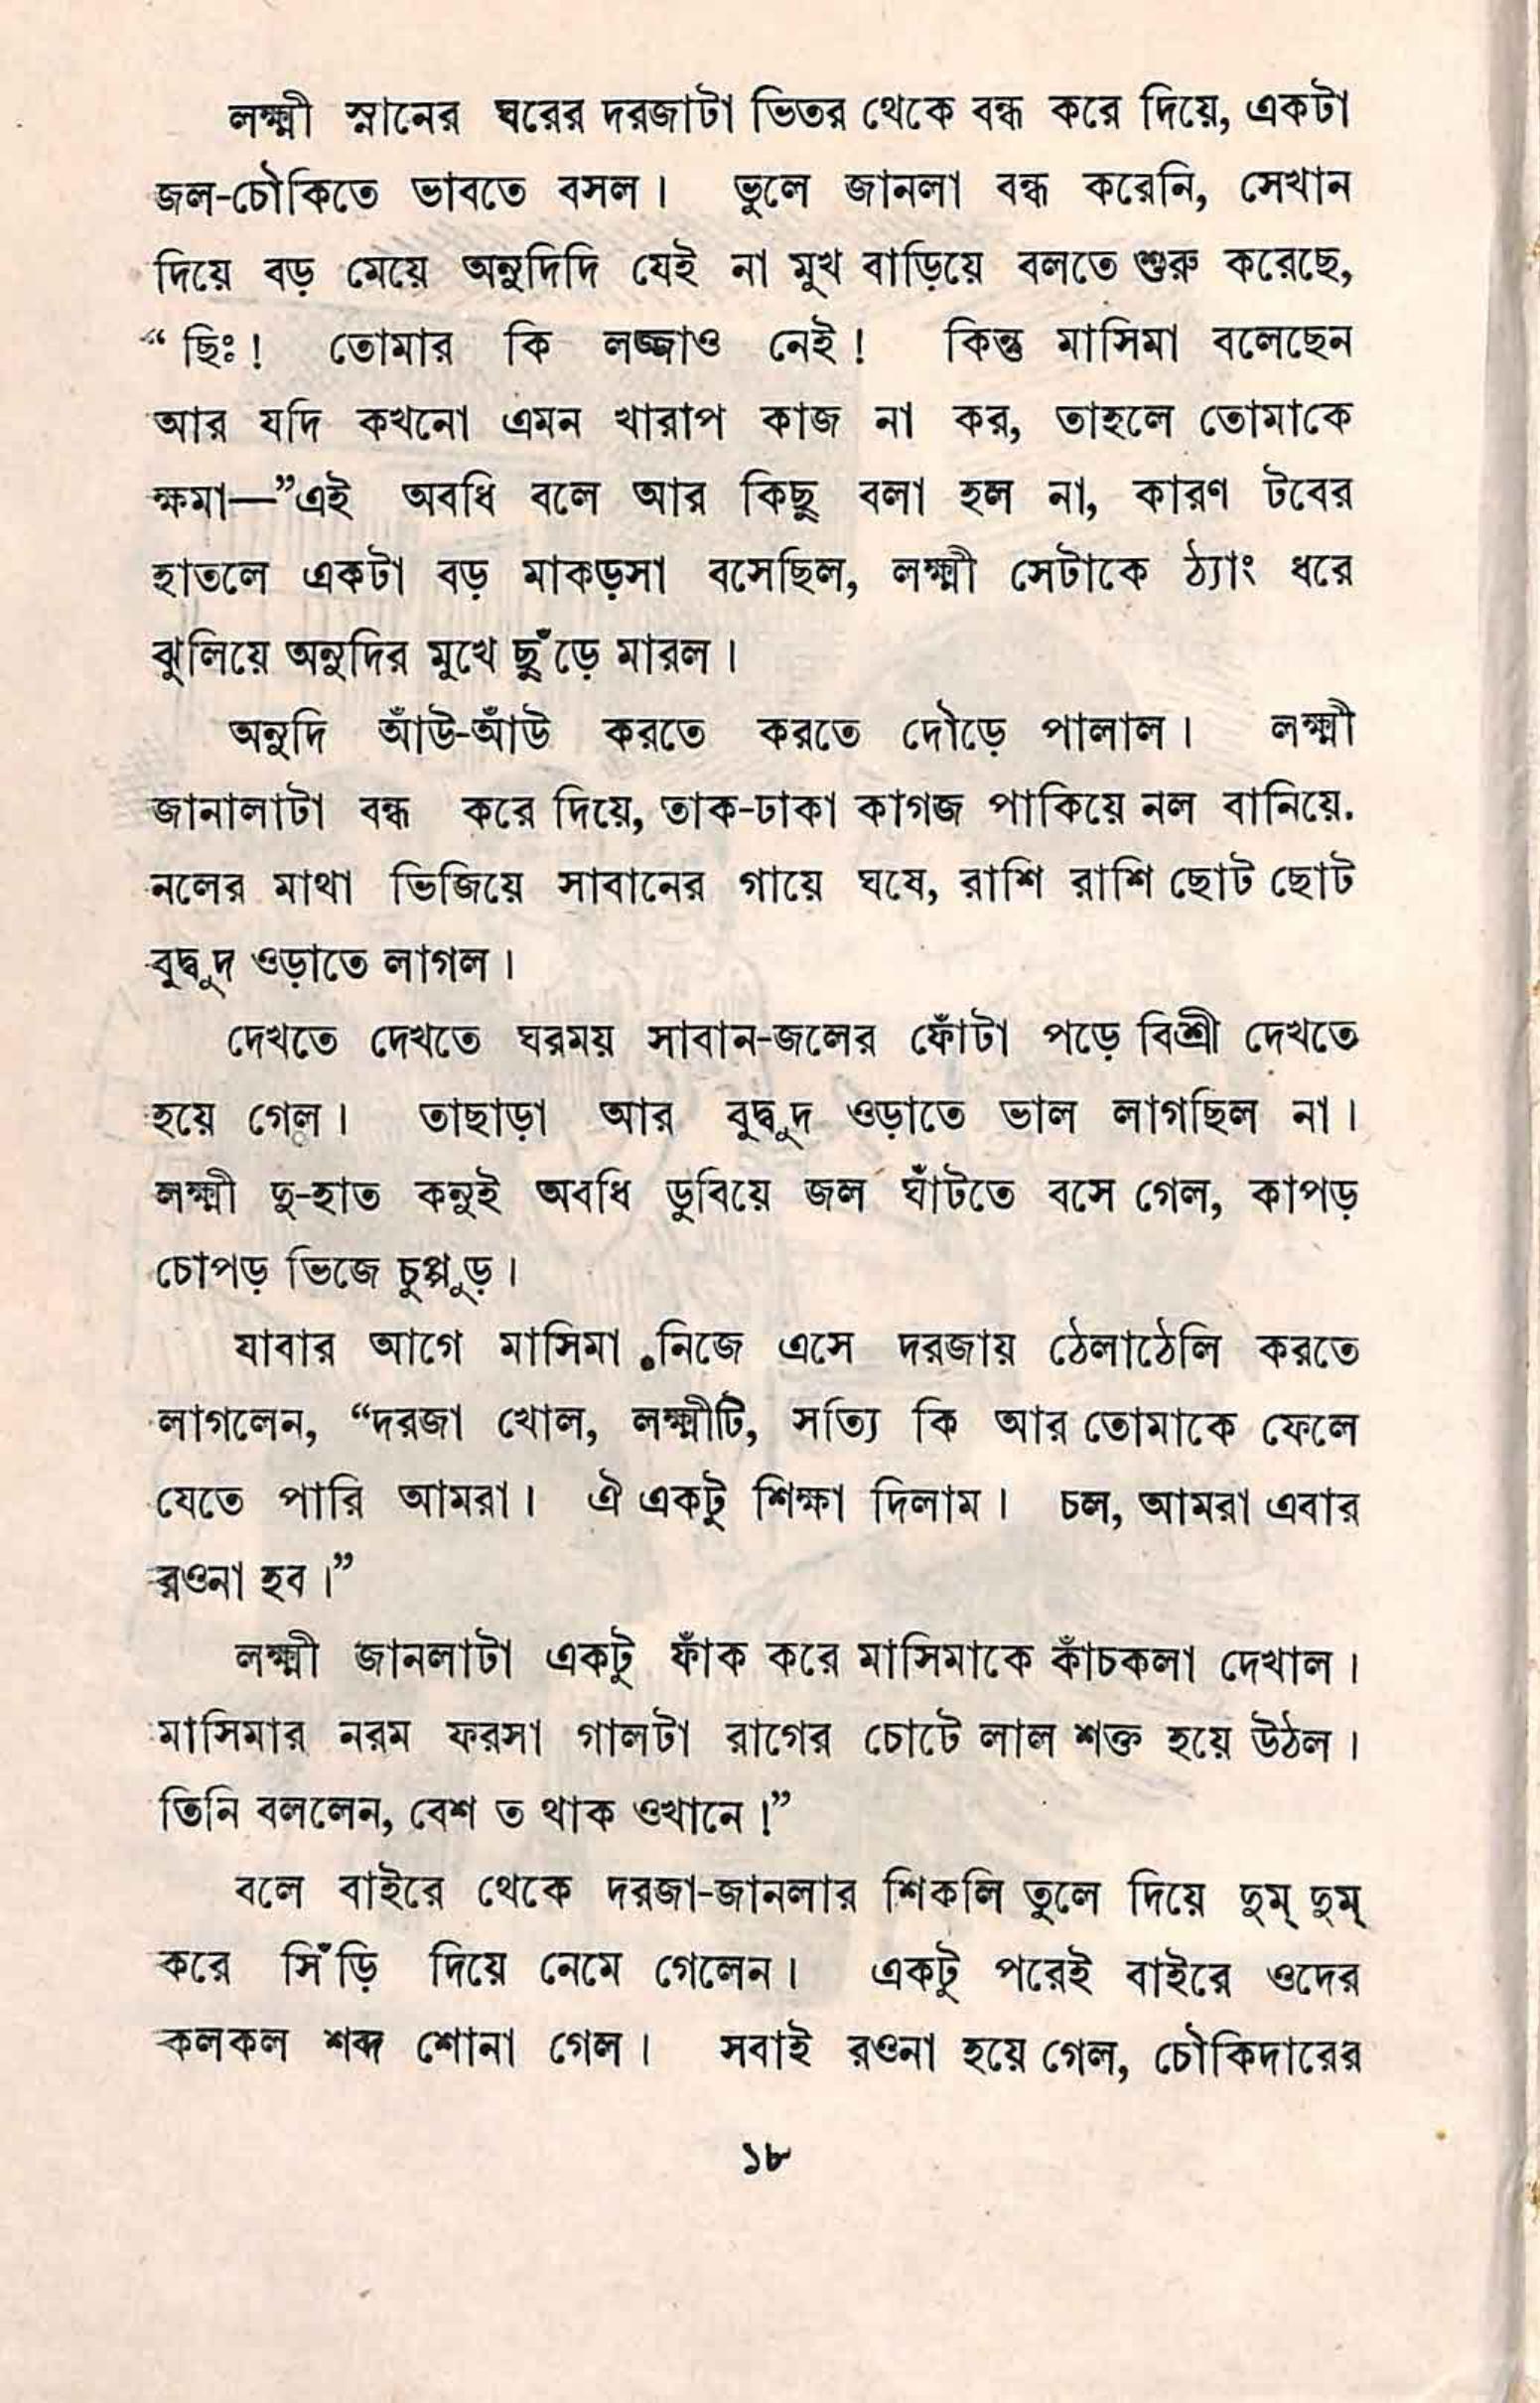 লক্ষ্মী স্নানের ঘরের দরজাটা ভিতর থেকে বন্ধ করে দিয়ে, একটা
জল-চৌকিতে ভাবতে বসল। ভুলে জানলা বন্ধ করেনি, সেখান
দিয়ে বড় মেয়ে অনুদিদি যেই না মুখ বাড়িয়ে বলতে শুরু করেছে,
“ছিঃ! তোমার কি লজ্জাও নেই! কিন্তু মাসিমা বলেছেন
আর যদি কখনো এমন খারাপ কাজ না কর, তাহলে তোমাকে
ক্ষমা—”এই অবধি বলে আর কিছু বলা হল না, কারণ টবের
হাতলে একটা বড় মাকড়সা বসেছিল, লক্ষ্মী সেটাকে ঠ্যাং ধরে
ঝুলিয়ে অনুদির মুখে ছুঁড়ে মারল।
অনুদি আঁউ-আঁউ করতে করতে দৌড়ে পালাল। লক্ষ্মী
জানালাটা বন্ধ করে দিয়ে, তাক-ঢাকা কাগজ পাকিয়ে নল বানিয়ে.
নলের মাথা ভিজিয়ে সাবানের গায়ে ঘষে, রাশি রাশি ছোট ছোট
বুদ্বুদ ওড়াতে লাগল।
দেখতে দেখতে ঘরময় সাবান-জলের ফোঁটা পড়ে বিশ্রী দেখতে
হয়ে গেল। তাছাড়া আর বুদ্বুদ ওড়াতে ভাল লাগছিল না।
লক্ষ্মী দু-হাত কনুই অবধি ডুবিয়ে জল ঘাঁটতে বসে গেল, কাপড়
চোপড় ভিজে চুপ্পুড়।
যাবার আগে মাসিমা নিজে এসে দরজায় ঠেলাঠেলি করতে
লাগলেন, “দরজা খোল, লক্ষ্মীটি, সত্যি কি আর তোমাকে ফেলে
যেতে পারি আমরা। ঐ একটু শিক্ষা দিলাম। চল, আমরা এবার
রওনা হব।”
লক্ষ্মী জানলাটা একটু ফাঁক করে মাসিমাকে কাঁচকলা দেখাল।
মাসিমার নরম ফরসা গালটা রাগের চোটে লাল শক্ত হয়ে উঠল।
তিনি বললেন, বেশ ত থাক ওখানে!”
বলে বাইরে থেকে দরজা-জানলার শিকলি তুলে দিয়ে দুম্ দুম্
করে সিঁড়ি দিয়ে নেমে গেলেন। একটু পরেই বাইরে ওদের
কলকল শব্দ শোনা গেল। সবাই রওনা হয়ে গেল, চৌকিদারের
১৮